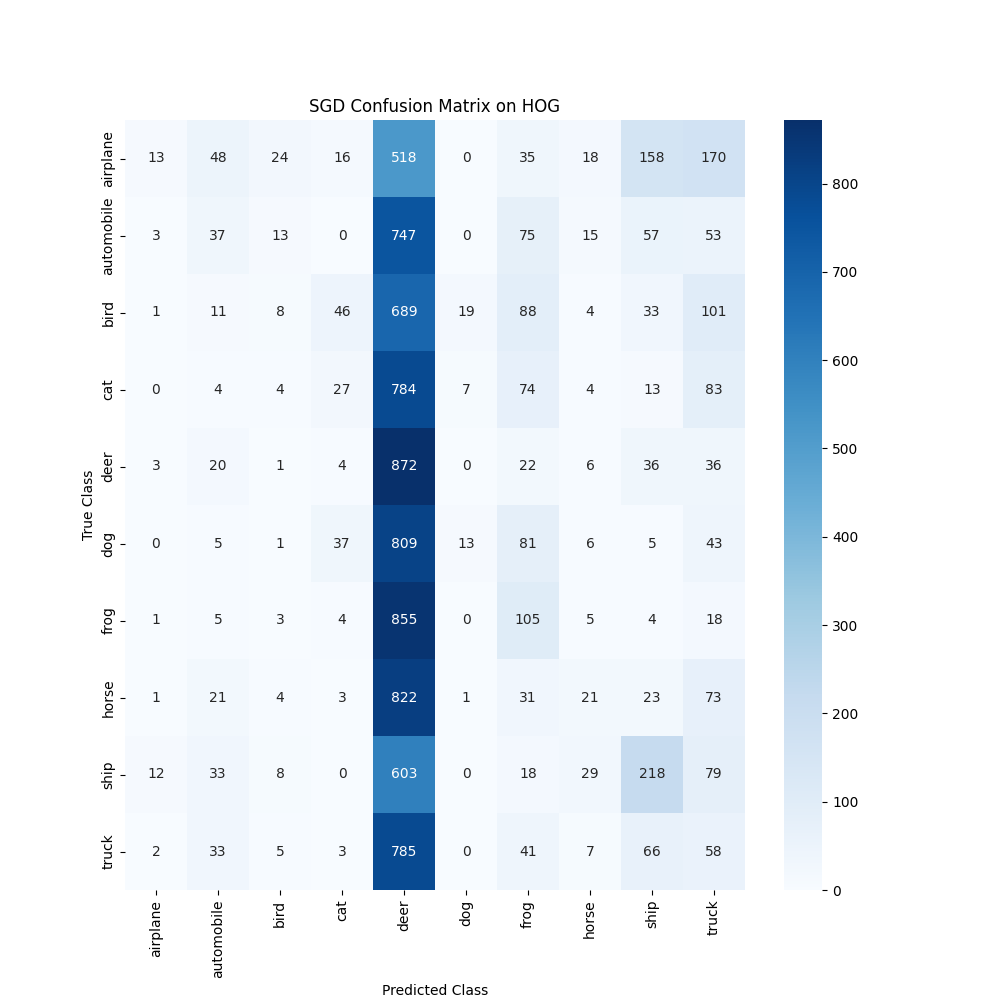 SGD Confusion Matrix on HOG
airplane 13 48 24 16 518 0 35 18 158 170
automobile 3 37 13 0 747 0 75 15 57 53
bird 1 11 8 46 689 19 88 4 33 101
cat 0 4 4 27 784 7 74 4 13 83
deer 3 20 1 4 872 0 22 6 36 36
dog 0 5 1 37 809 13 81 6 5 43
frog 1 5 3 4 855 0 105 5 4 18
horse 1 21 4 3 822 1 31 21 23 73
ship 12 33 8 0 603 0 18 29 218 79
truck 2 33 5 3 785 0 41 7 66 58
True Class
airplane automobile bird cat deer dog frog horse ship truck
Predicted Class
800
700
600
500
400
300
200
100
0